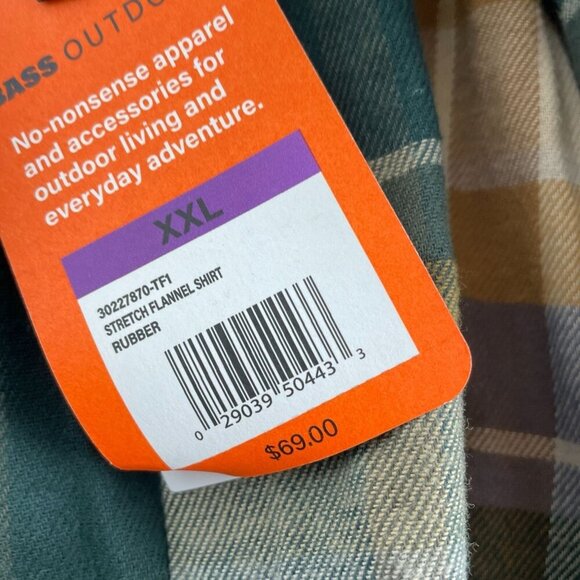 BASS OUTDO
No-nonsense apparel
and accessories for
outdoor living and
everyday adventure.
XXL
30227870-TF1
STRETCH FLANNEL SHIRT
RUBBER
0 29039 50443 3
$69.00